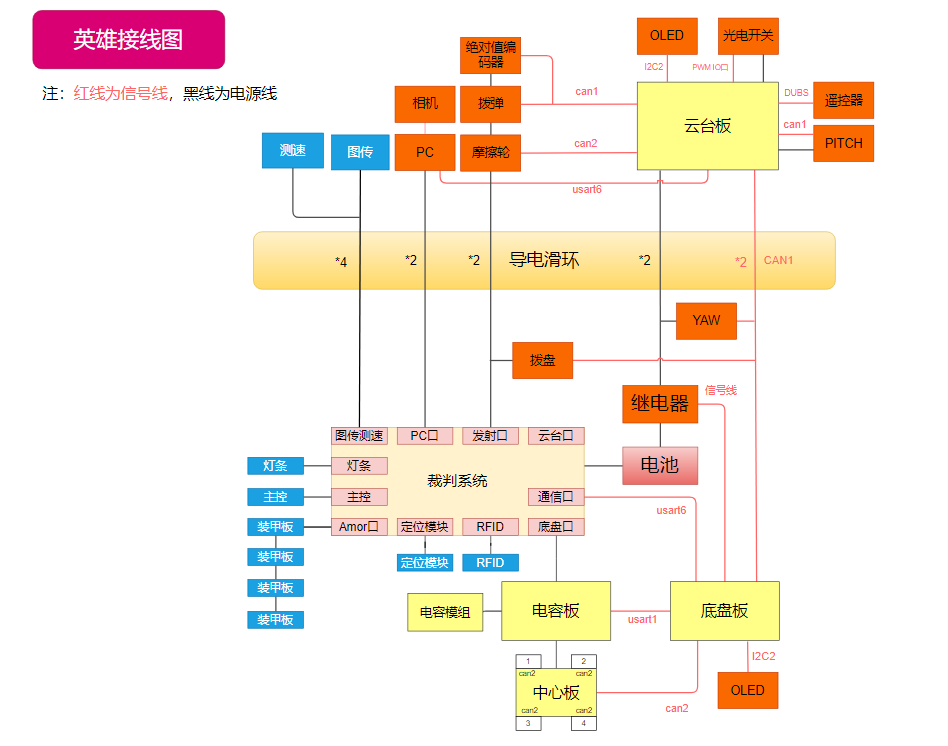 英雄接线图
注：红线为信号线，黑线为电源线
绝对值编
码器
OLED
光电开关
I2C2
PWM IO口
相机
拨弹
can1
云台板
DUBS
遥控器
can1
测速
图传
PC
摩擦轮
can2
PITCH
usart6
*4
*2
*2
导电滑环
*2
*2
CAN1
YAW
拨盘
继电器
信号线
图传测速
PC口
发射口
云台口
灯条
灯条
裁判系统
电池
主控
主控
通信口
usart6
装甲板
Amor口
定位模块
RFID
底盘口
装甲板
定位模块
RFID
装甲板
装甲板
电容模组
电容板
usart1
底盘板
I2C2
1
2
can2
can2
中心板
OLED
can2
can2
can2
3
4